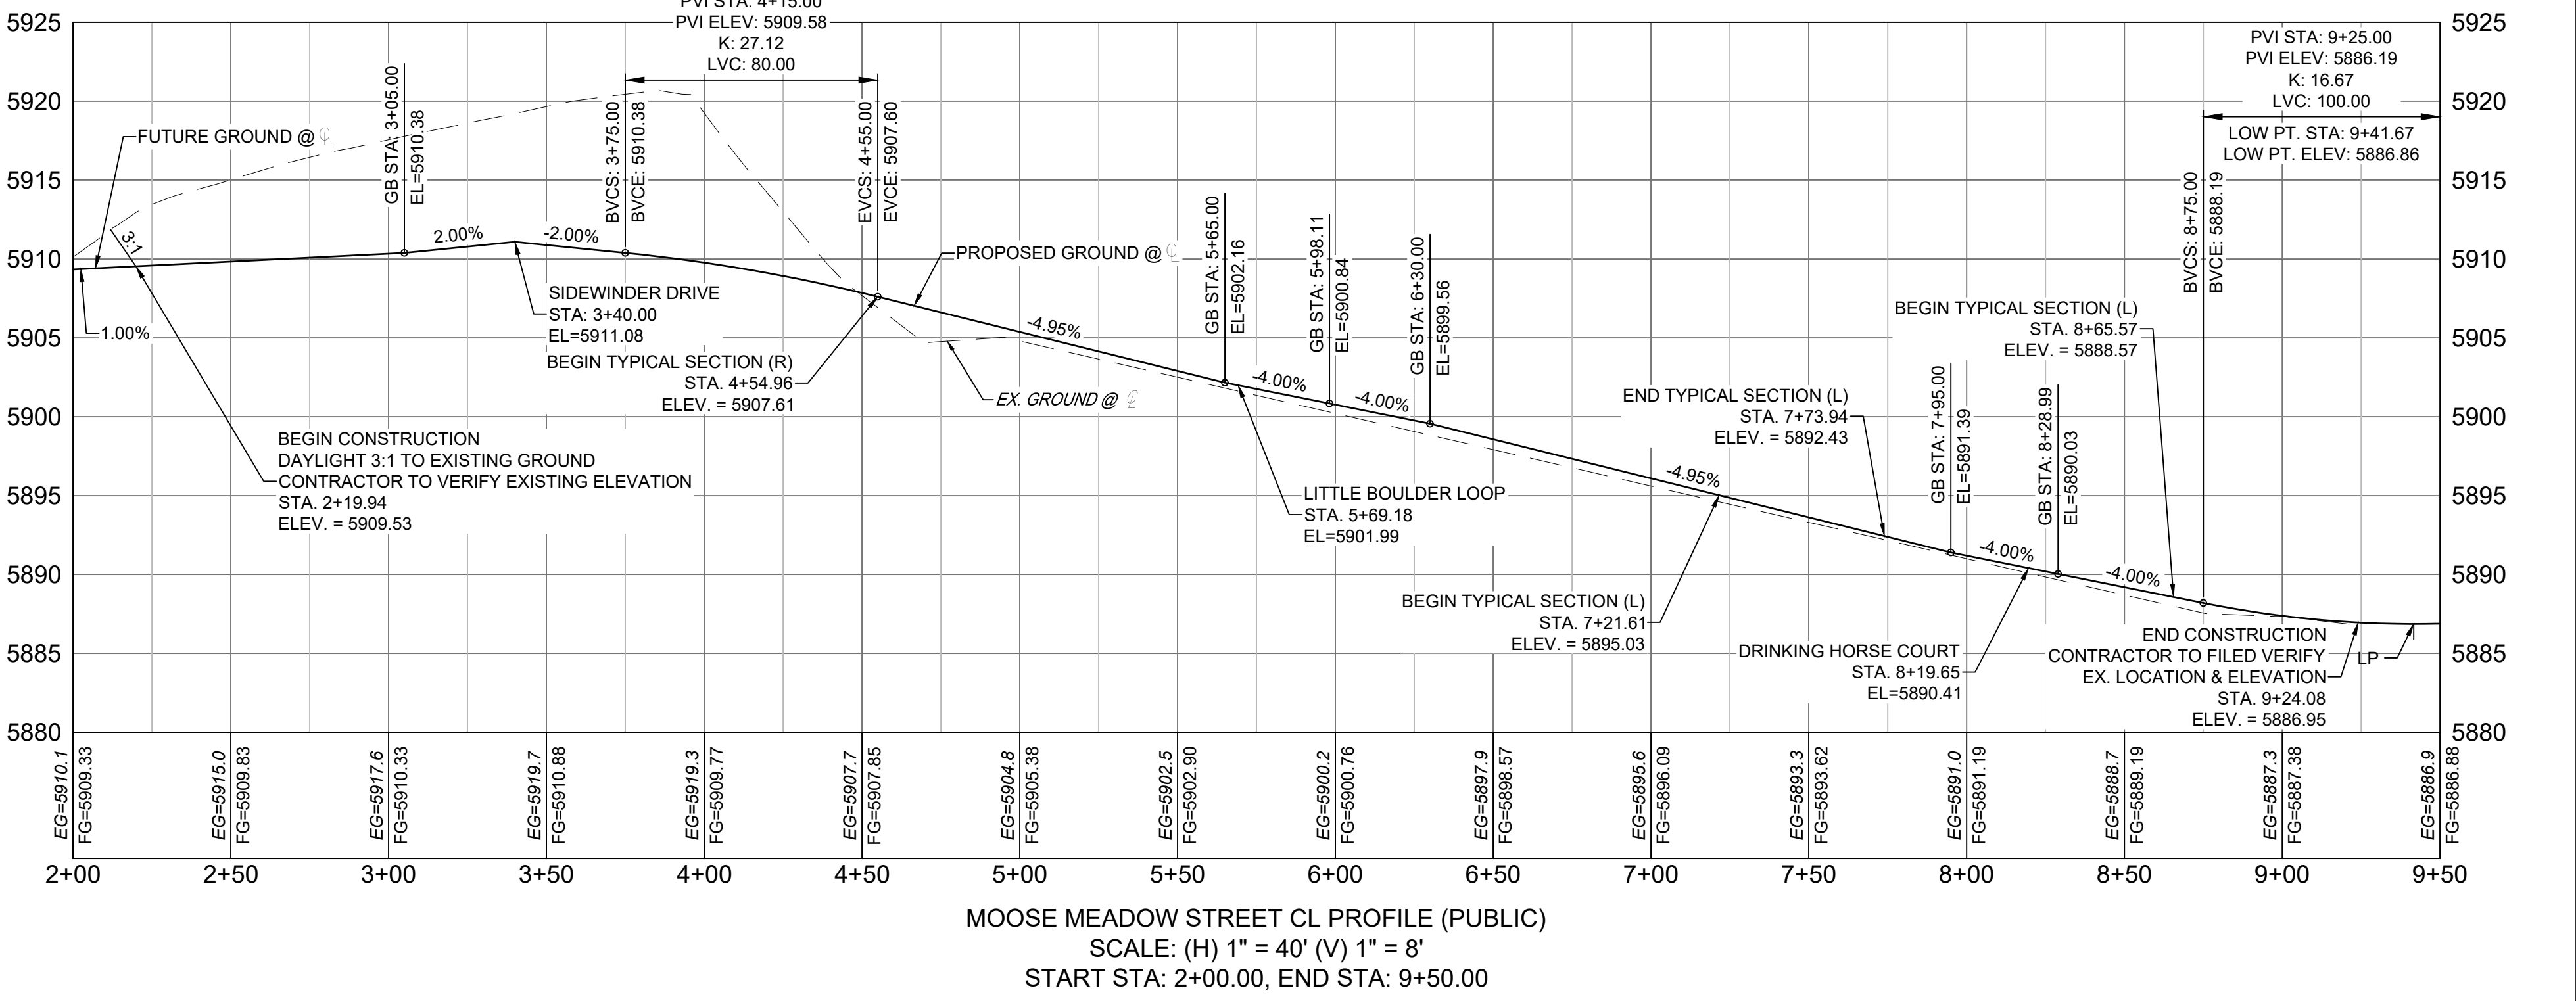 PVI STA: 4+15.00
PVI ELEV: 5909.58
K: 27.12
LVC: 80.00
PVI STA: 9+25.00
PVI ELEV: 5886.19
K: 16.67
LVC: 100.00
LOW PT. STA: 9+41.67
LOW PT. ELEV: 5886.86
5925
5920
5915
5910
5905
5900
5895
5890
5885
5880
5925
5920
5915
5910
5905
5900
5895
5890
5885
5880
FUTURE GROUND @ ℄
3:1
1.00%
GB STA: 3+05.00
EL=5910.38
2.00%
-2.00%
BVCS: 3+75.00
BVCE: 5910.38
EVCS: 4+55.00
EVCE: 5907.60
SIDEWINDER DRIVE
STA: 3+40.00
EL=5911.08
BEGIN TYPICAL SECTION (R)
STA. 4+54.96
ELEV. = 5907.61
BEGIN CONSTRUCTION
DAYLIGHT 3:1 TO EXISTING GROUND
CONTRACTOR TO VERIFY EXISTING ELEVATION
STA. 2+19.94
ELEV. = 5909.53
PROPOSED GROUND @ ℄
EX. GROUND @ ℄
-4.95%
GB STA: 5+65.00
EL=5902.16
-4.00%
GB STA: 5+98.11
EL=5900.84
-4.00%
GB STA: 6+30.00
EL=5899.56
LITTLE BOULDER LOOP
STA. 5+69.18
EL=5901.99
-4.95%
BEGIN TYPICAL SECTION (L)
STA. 7+21.61
ELEV. = 5895.03
END TYPICAL SECTION (L)
STA. 7+73.94
ELEV. = 5892.43
GB STA: 7+95.00
EL=5891.39
-4.00%
GB STA: 8+28.99
EL=5890.03
-4.00%
DRINKING HORSE COURT
STA. 8+19.65
EL=5890.41
BEGIN TYPICAL SECTION (L)
STA. 8+65.57
ELEV. = 5888.57
BVCS: 8+75.00
BVCE: 5888.19
END CONSTRUCTION
CONTRACTOR TO FILED VERIFY
EX. LOCATION & ELEVATION
STA. 9+24.08
ELEV. = 5886.95
LP
EG=5910.1
FG=5909.33
EG=5915.0
FG=5909.83
EG=5917.6
FG=5910.33
EG=5919.7
FG=5910.88
EG=5919.3
FG=5909.77
EG=5907.7
FG=5907.85
EG=5904.8
FG=5905.38
EG=5902.5
FG=5902.90
EG=5900.2
FG=5900.76
EG=5897.9
FG=5898.57
EG=5895.6
FG=5896.09
EG=5893.3
FG=5893.62
EG=5891.0
FG=5891.19
EG=5888.7
FG=5889.19
EG=5887.3
FG=5887.38
EG=5886.9
FG=5886.88
2+00 2+50 3+00 3+50 4+00 4+50 5+00 5+50 6+00 6+50 7+00 7+50 8+00 8+50 9+00 9+50
MOOSE MEADOW STREET CL PROFILE (PUBLIC)
SCALE: (H) 1" = 40' (V) 1" = 8'
START STA: 2+00.00, END STA: 9+50.00